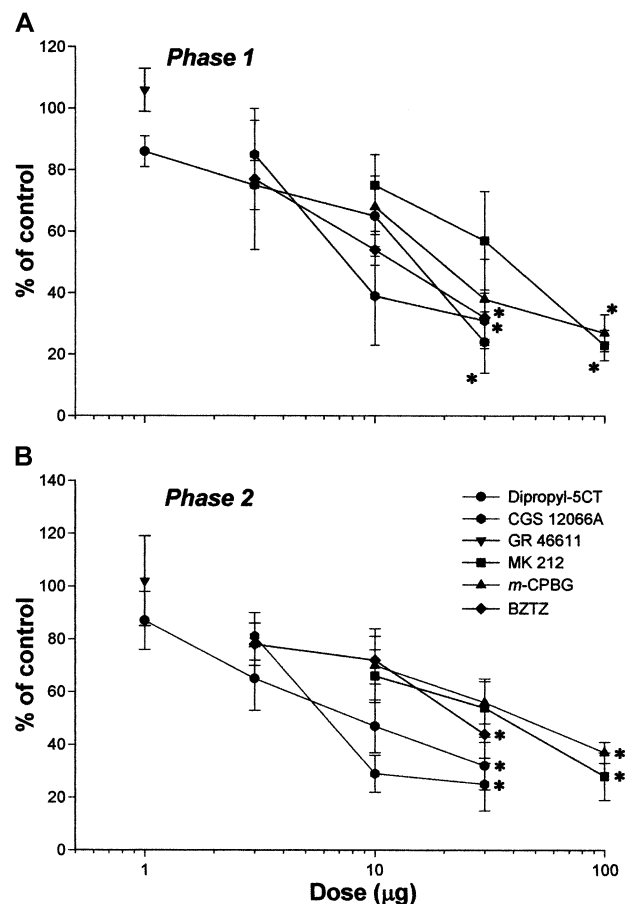 A
Phase 1
120
100
80
60
40
20
0
% of control
*
*
*
*
*
B
Phase 2
140
120
100
80
60
40
20
0
% of control
Dipropyl-5CT
CGS 12066A
GR 46611
MK 212
m-CPBG
BZTZ
*
*
*
*
*
1
10
100
Dose (μg)